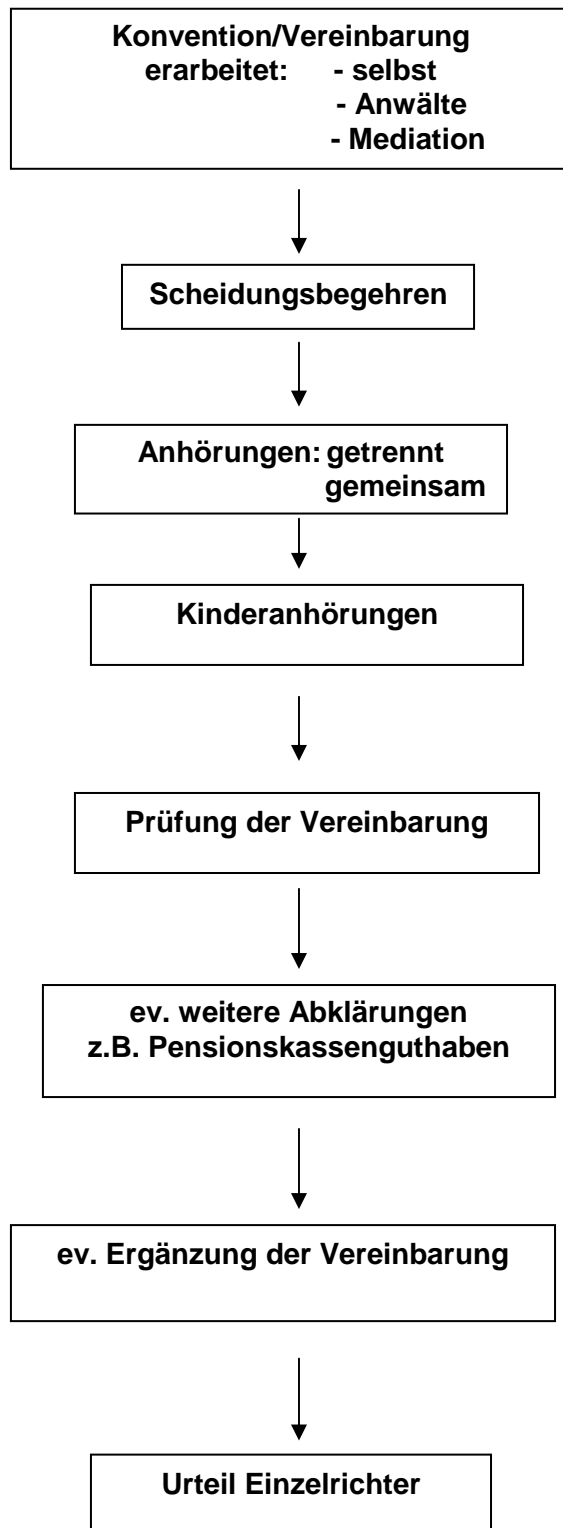 Konvention/Vereinbarung
erarbeitet: - selbst
- Anwälte
- Mediation
Scheidungsbegehren
Anhörungen: getrennt
gemeinsam
Kinderanhörungen
Prüfung der Vereinbarung
ev. weitere Abklärungen
z.B. Pensionskassenguthaben
ev. Ergänzung der Vereinbarung
Urteil Einzelrichter